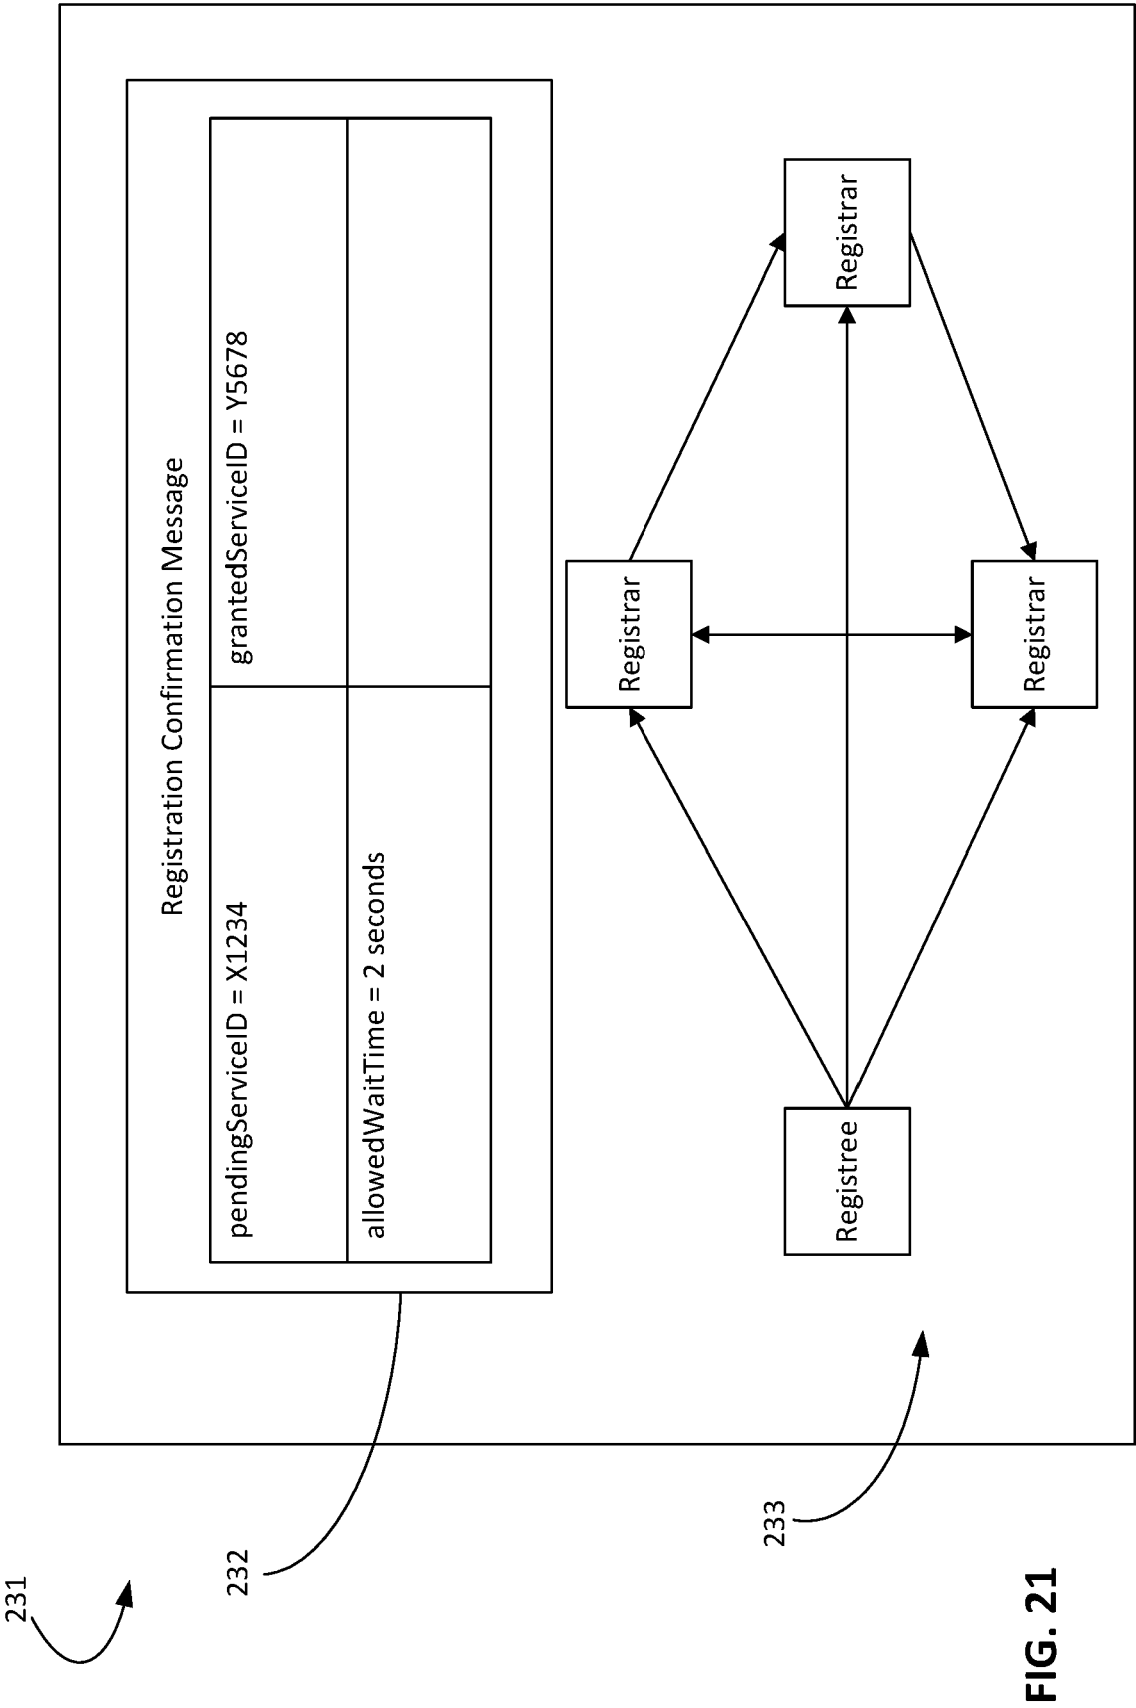 231
Registration Confirmation Message
pendingServiceID = X1234
grantedServiceID = Y5678
allowedWaitTime = 2 seconds
232
Registrar
Registree
Registrar
Registrar
233
FIG. 21